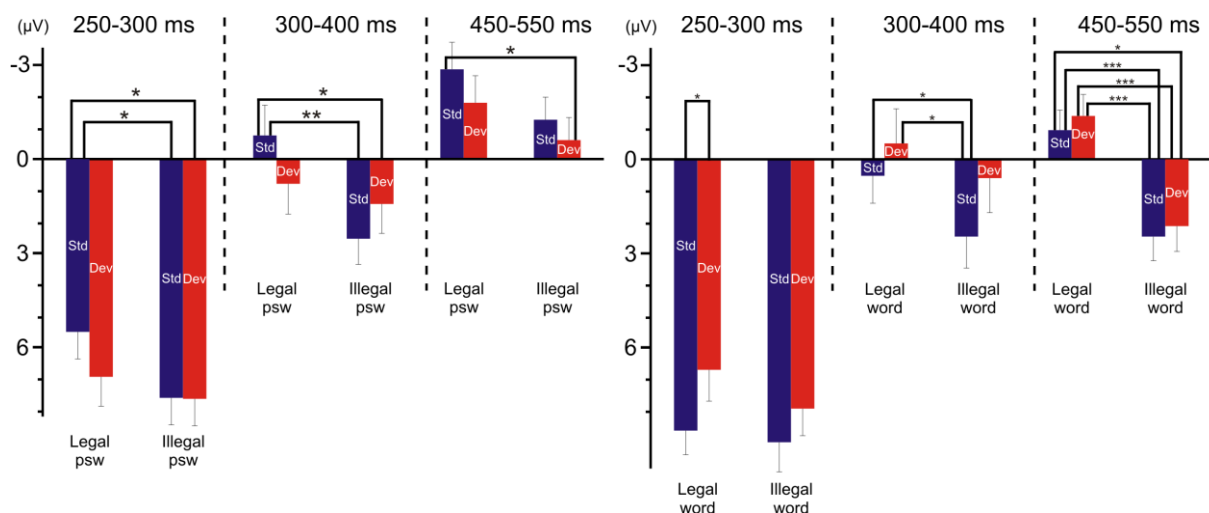 (µV) 250-300 ms 300-400 ms 450-550 ms
-3
0
3
6
* * * ** *
Std Dev Std Dev Std Dev Std Dev Std Dev Std Dev
Legal
psw
Illegal
psw
Legal
psw
Illegal
psw
Legal
psw
Illegal
psw
(µV) 250-300 ms 300-400 ms 450-550 ms
-3
0
3
6
* * * * *** *** ***
Std Dev Std Dev Std Dev Std Dev Std Dev Std Dev
Legal
word
Illegal
word
Legal
word
Illegal
word
Legal
word
Illegal
word